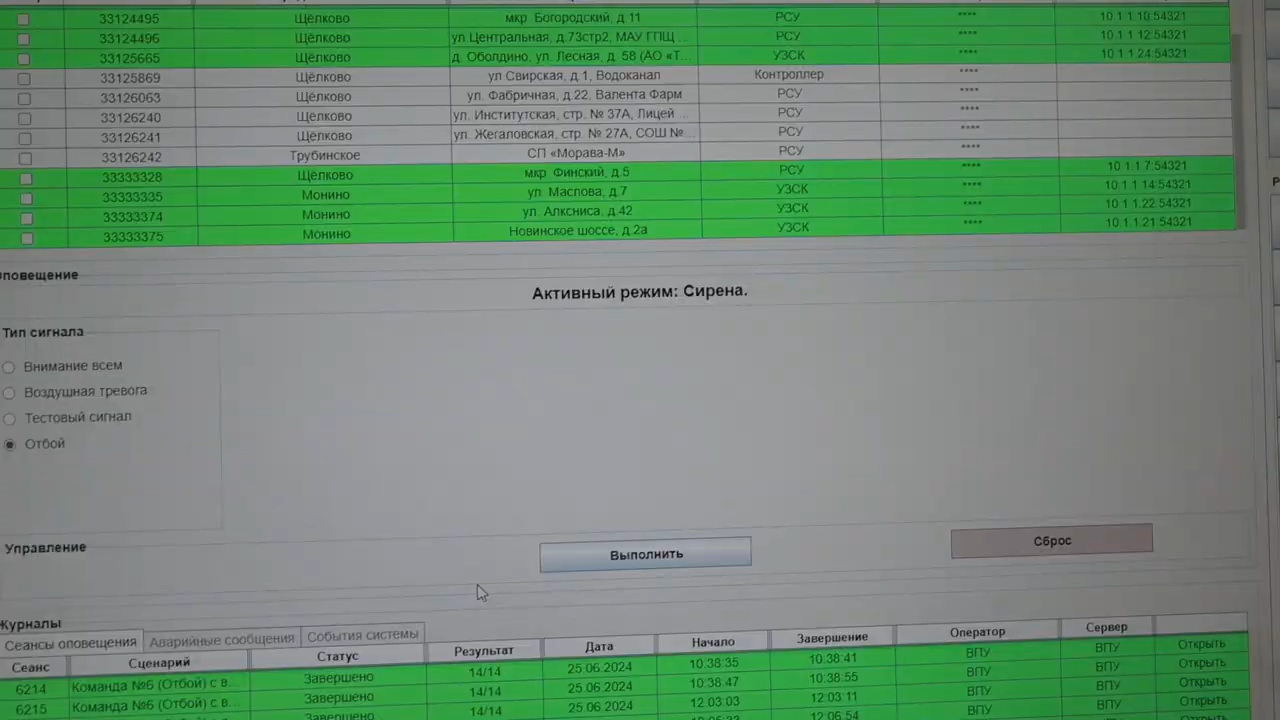 33124495 Щёлково мкр. Богородский, д.11 РСУ **** 10.1.1.10:54321
33124496 Щёлково ул.Центральная, д.73стр2, МАУ ГПЩ ... РСУ **** 10.1.1.12:54321
33125665 Щёлково д. Оболдино, ул. Лесная, д. 58 (АО «Т... УЗСК **** 10.1.1.24:54321
33125869 Щёлково ул.Свирская, д.1, Водоканал Контроллер ****
33126063 Щёлково ул. Фабричная, д.22, Валента Фарм РСУ ****
33126240 Щёлково ул. Институтская, стр. № 37А, Лицей ... РСУ ****
33126241 Щёлково ул. Жегаловская, стр. № 27А, СОШ № ... РСУ ****
33126242 Трубинское СП «Морава-М» РСУ ****
33333328 Щёлково мкр. Финский, д.5 РСУ **** 10.1.1.7:54321
33333335 Монино ул. Маслова, д.7 УЗСК **** 10.1.1.14:54321
33333374 Монино ул. Алксниса, д.42 УЗСК **** 10.1.1.22:54321
33333375 Монино Новинское шоссе, д.2а УЗСК **** 10.1.1.21:54321
повещение
Активный режим: Сирена.
Тип сигнала
Внимание всем
Воздушная тревога
Тестовый сигнал
Отбой
Управление
Выполнить
Сброс
Журналы
Сеансы оповещения Аварийные сообщения События системы
Сеанс Сценарий Статус Результат Дата Начало Завершение Оператор Сервер
6214 Команда №6 (Отбой) с в... Завершено 14/14 25.06.2024 10:38:35 10:38:41 ВПУ ВПУ Открыть
6215 Команда №6 (Отбой) с в... Завершено 14/14 25.06.2024 10:38:47 10:38:55 ВПУ ВПУ Открыть
Завершено 14/14 25.06.2024 12:03:03 12:03:11 ВПУ ВПУ Открыть
12:06:54 ВПУ ВПУ Открыть